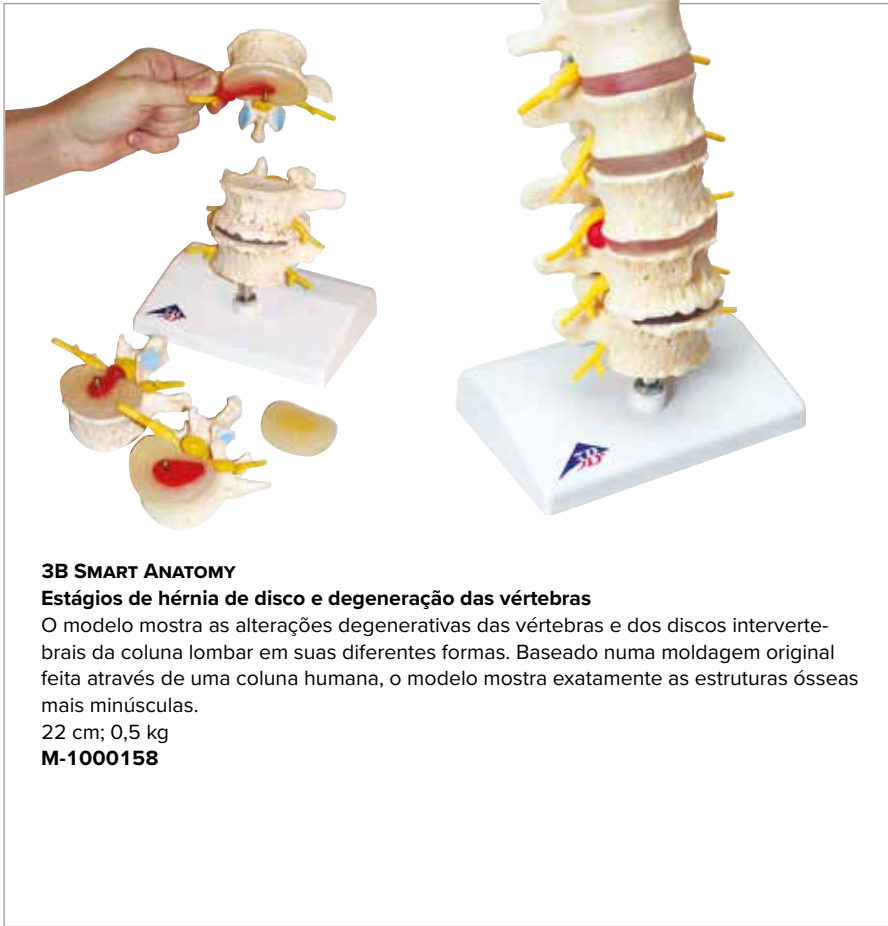 3B
3B
3B SMART ANATOMY
Estágios de hérnia de disco e degeneração das vértebras
O modelo mostra as alterações degenerativas das vértebras e dos discos interverte-
brais da coluna lombar em suas diferentes formas. Baseado numa moldagem original
feita através de uma coluna humana, o modelo mostra exatamente as estruturas ósseas
mais minúsculas.
22 cm; 0,5 kg
M-1000158